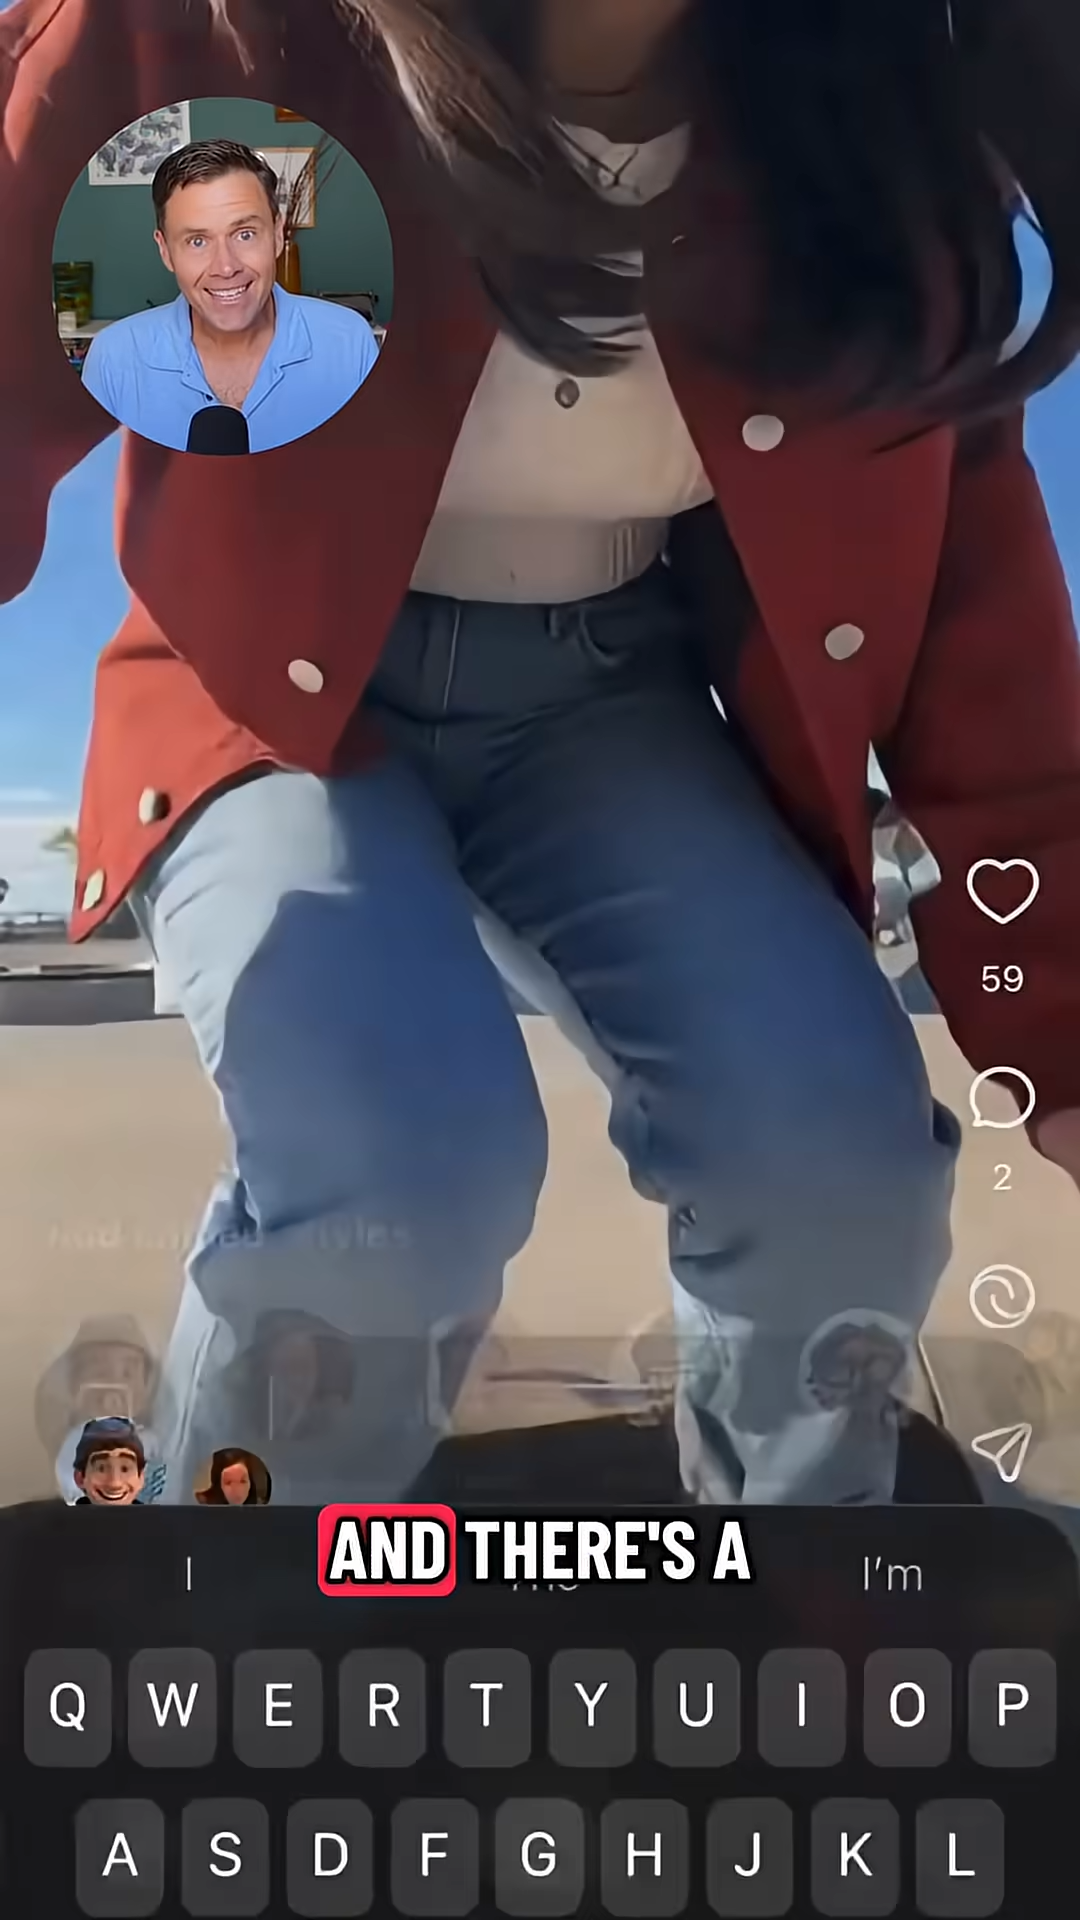 59
2
AND THERE'S A
I
I'm
Q W E R T Y U I O P
A S D F G H J K L